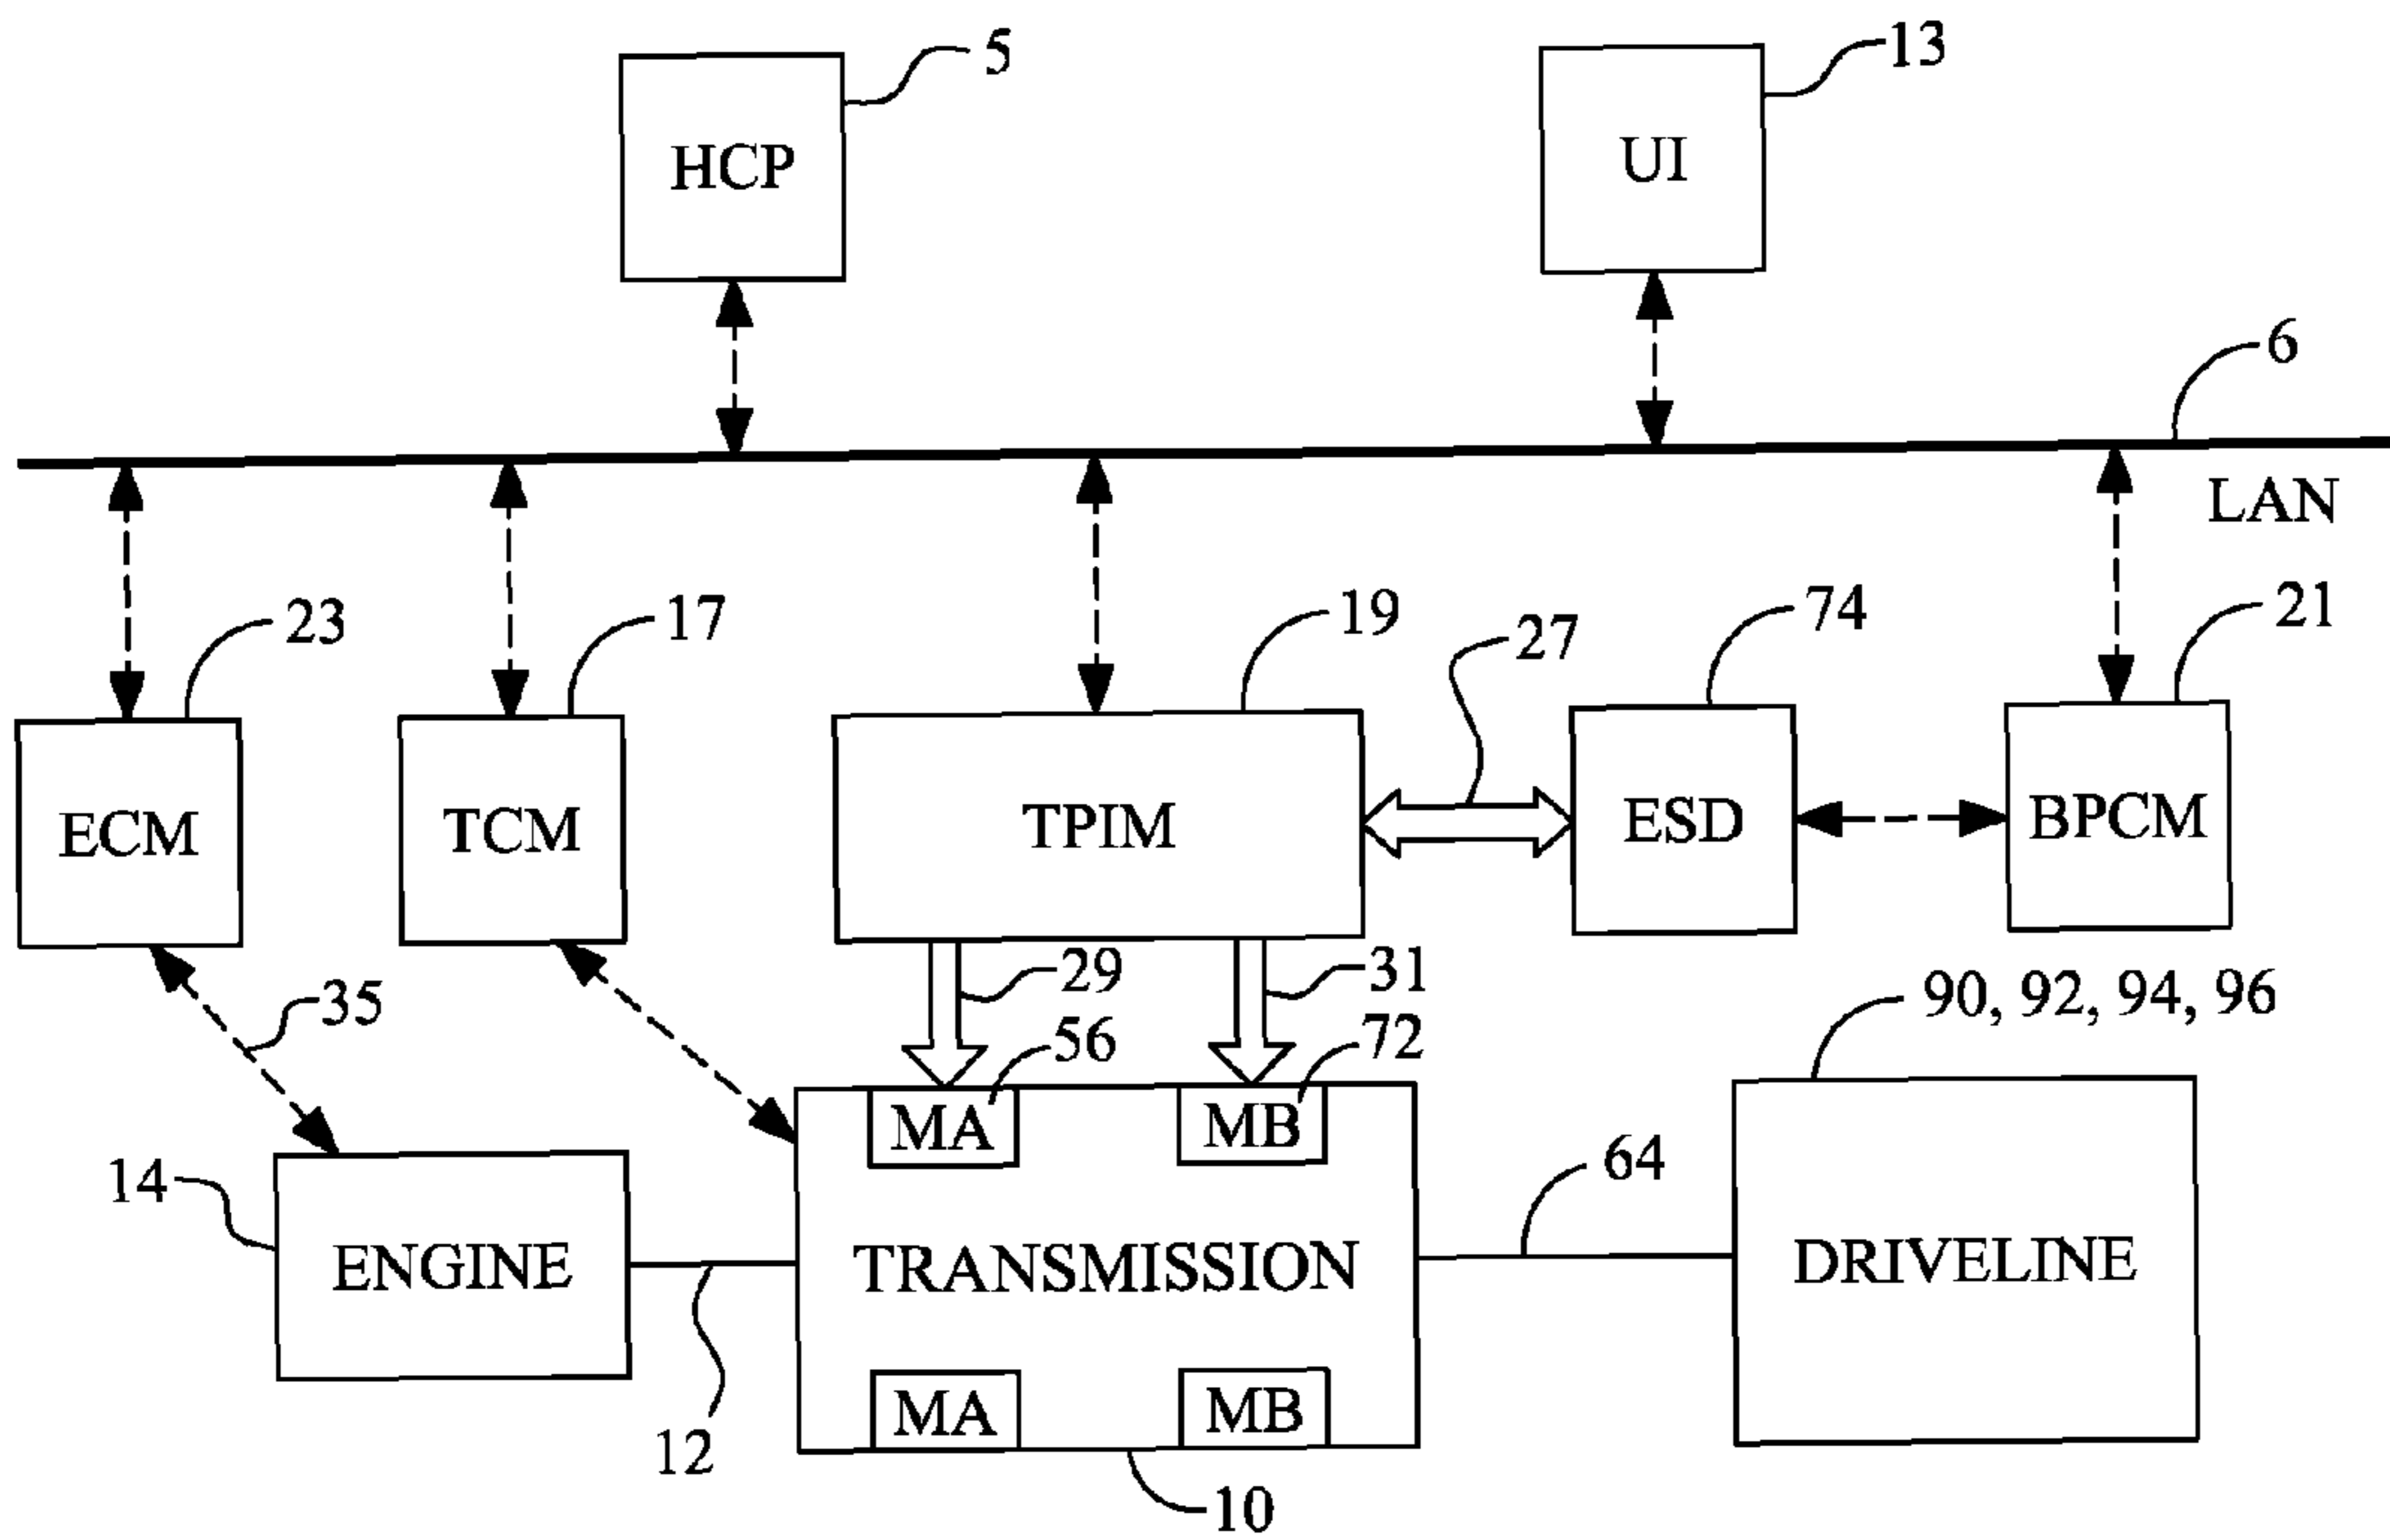 5
13
HCP
UI
6
LAN
23
17
19
27
74
21
ECM
TCM
TPIM
ESD
BPCM
35
29
31
90, 92, 94, 96
56
72
MA
MB
14
64
ENGINE
TRANSMISSION
DRIVELINE
12
MA
MB
10